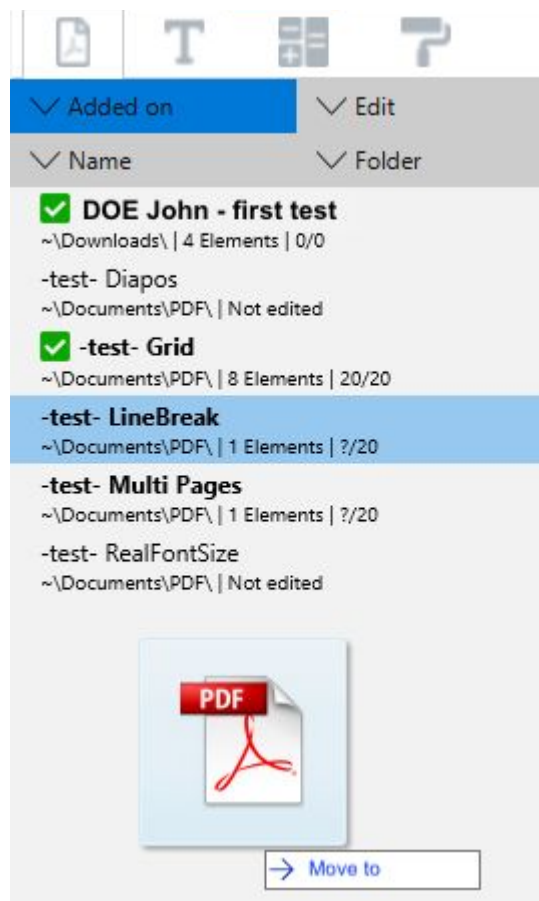 T
Added on
Edit
Name
Folder
DOE John - first test
~\Downloads\ | 4 Elements | 0/0
-test- Diapos
~\Documents\PDF\ | Not edited
-test- Grid
~\Documents\PDF\ | 8 Elements | 20/20
-test- LineBreak
~\Documents\PDF\ | 1 Elements | ?/20
-test- Multi Pages
~\Documents\PDF\ | 1 Elements | ?/20
-test- RealFontSize
~\Documents\PDF\ | Not edited
PDF
Move to